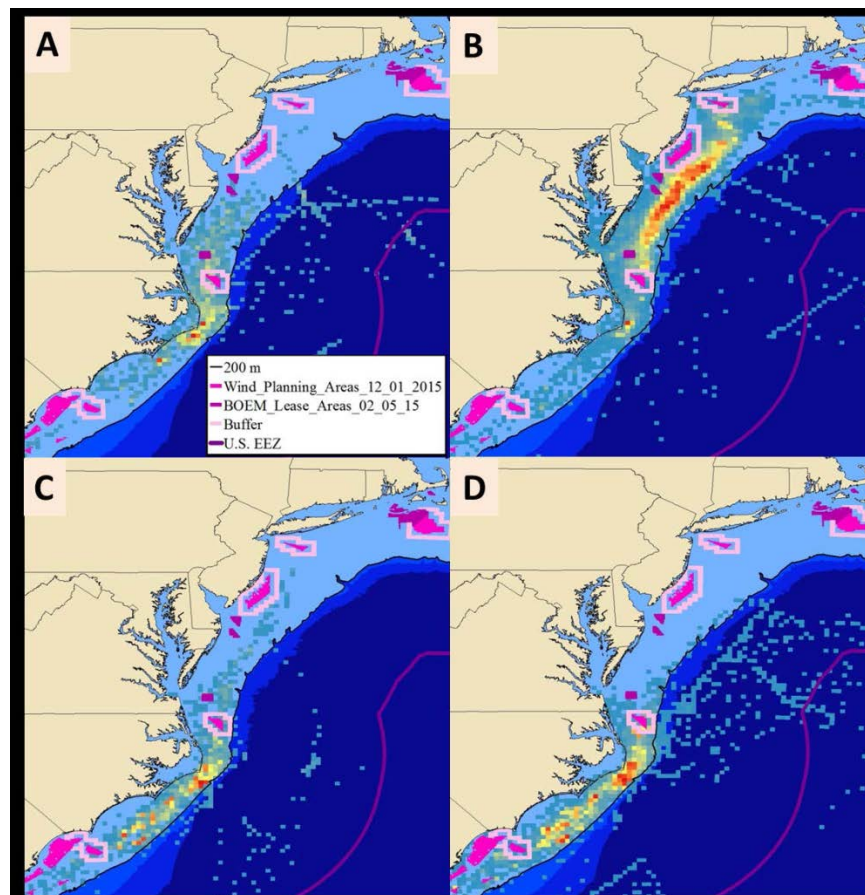 A
B
200 m
Wind_Planning_Areas_12_01_2015
BOEM_Lease_Areas_02_05_15
Buffer
U.S. EEZ
C
D